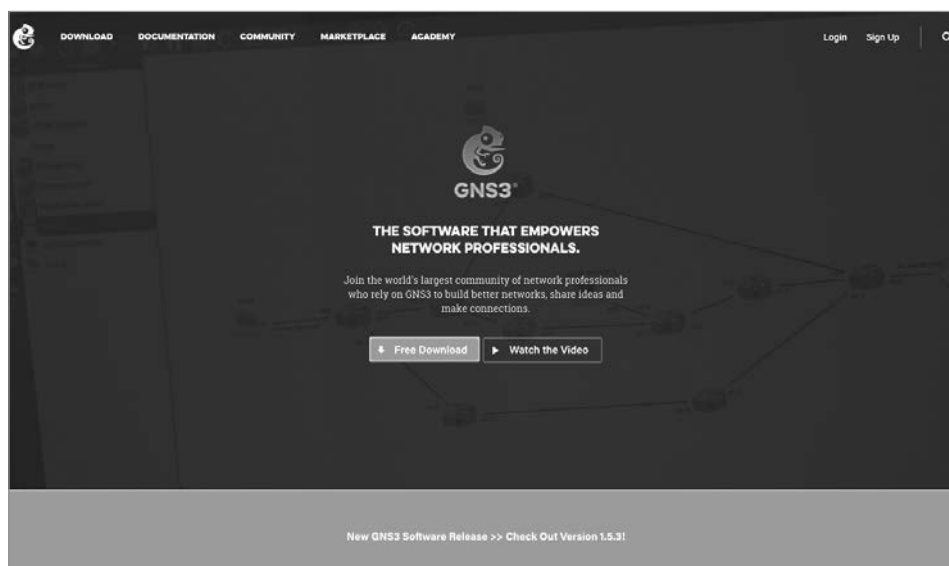 DOWNLOAD DOCUMENTATION COMMUNITY MARKETPLACE ACADEMY Login Sign Up
GNS3®
THE SOFTWARE THAT EMPOWERS
NETWORK PROFESSIONALS.
Join the world's largest community of network professionals
who rely on GNS3 to build better networks, share ideas and
make connections.
Free Download Watch the Video
New GNS3 Software Release >> Check Out Version 1.5.3!